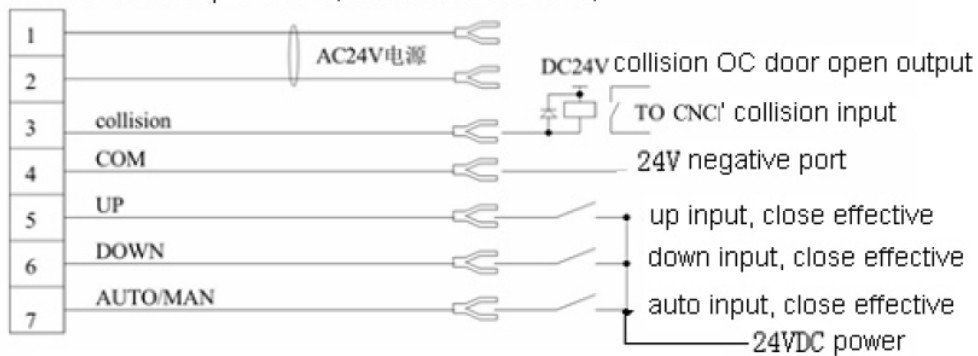 1
AC24V电源
2
DC24V collision OC door open output
3 collision TO CNC' collision input
4 COM 24V negative port
5 UP up input, close effective
6 DOWN down input, close effective
7 AUTO/MAN auto input, close effective
24VDC power